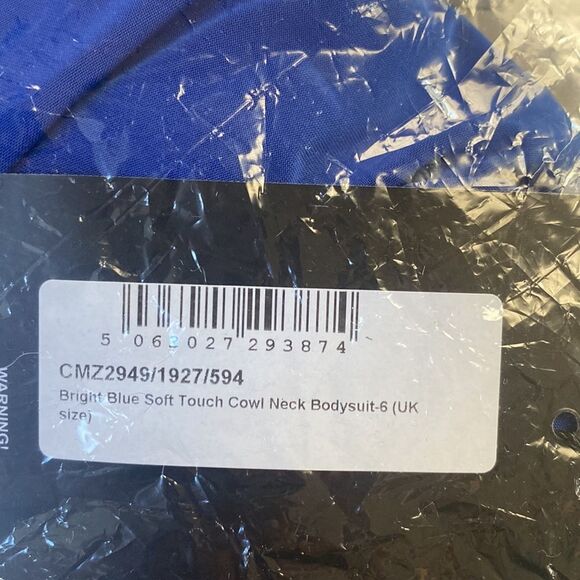 5 063027 293874
CMZ2949/1927/594
Bright Blue Soft Touch Cowl Neck Bodysuit-6 (UK
size)
WARNING!